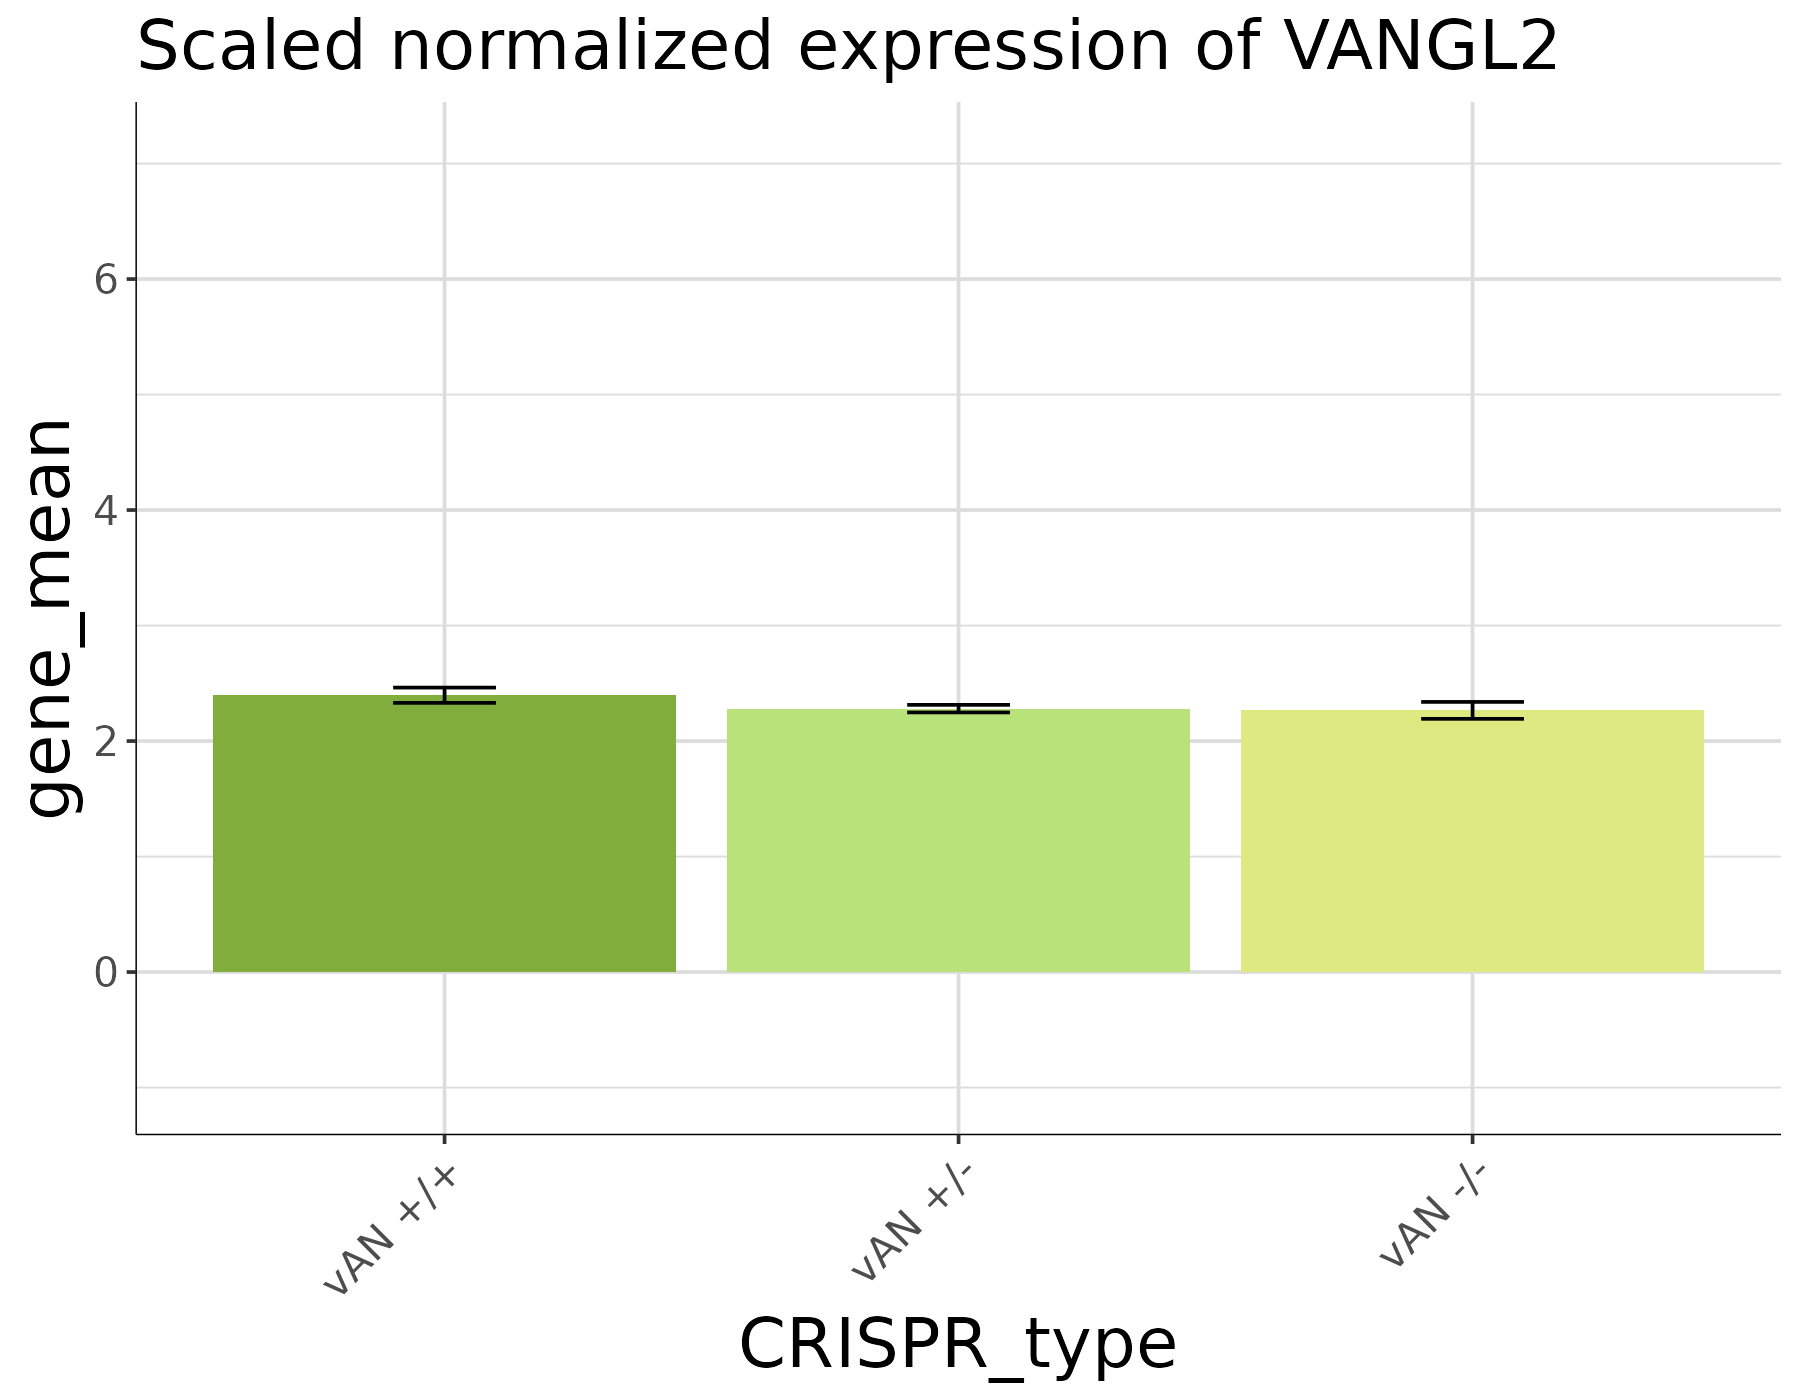 Scaled normalized expression of VANGL2
gene_mean
6
4
2
0
vAN +/+
vAN +/-
vAN -/-
CRISPR_type